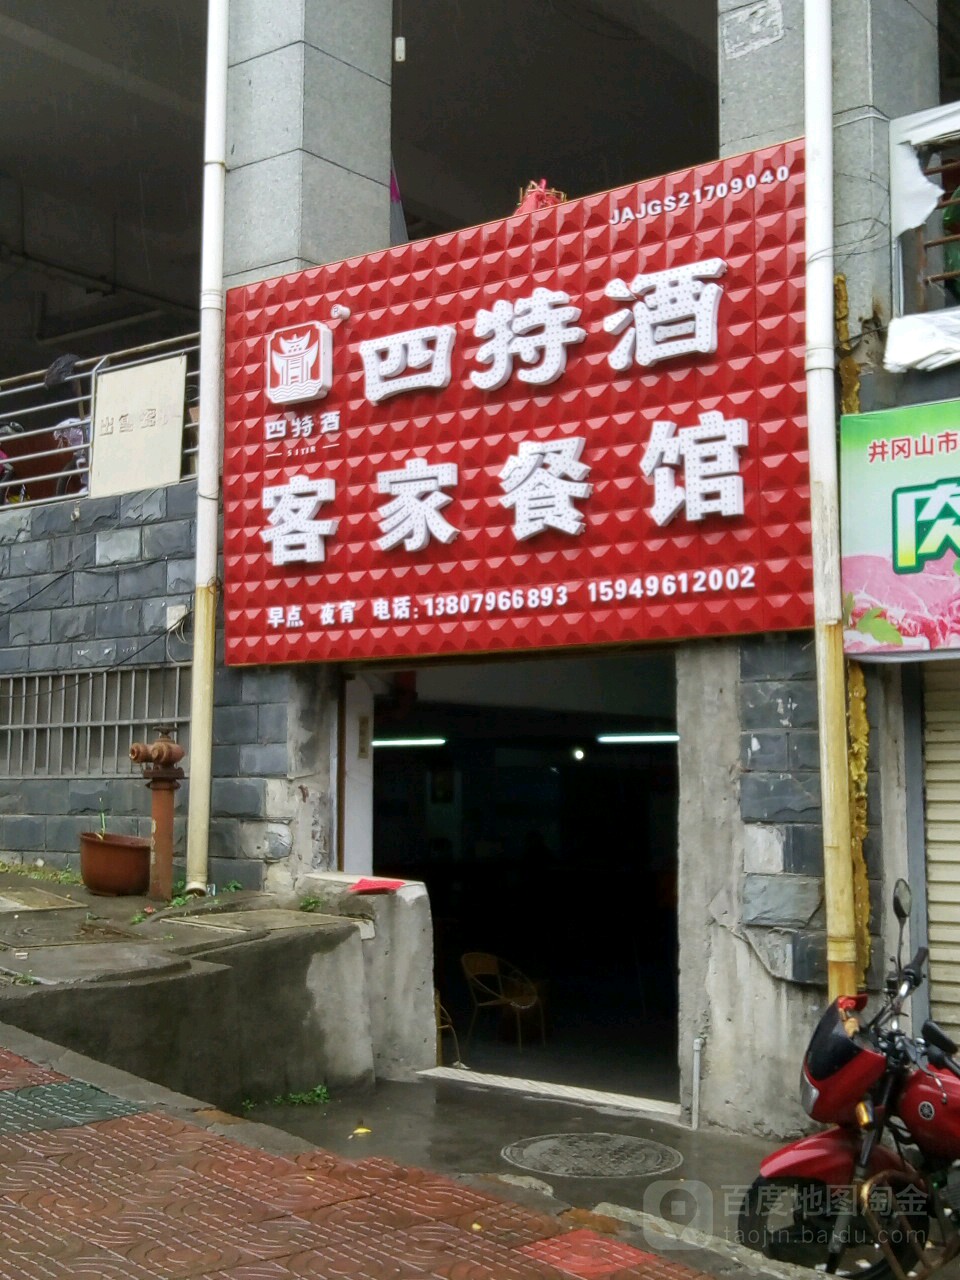 JAJGS21709040
四特酒
四特酒
SITIR
客家餐馆
早点 夜宵 电话:13807966893 15949612002
井冈山市
肉
百度地图淘金
taojin.baidu.com